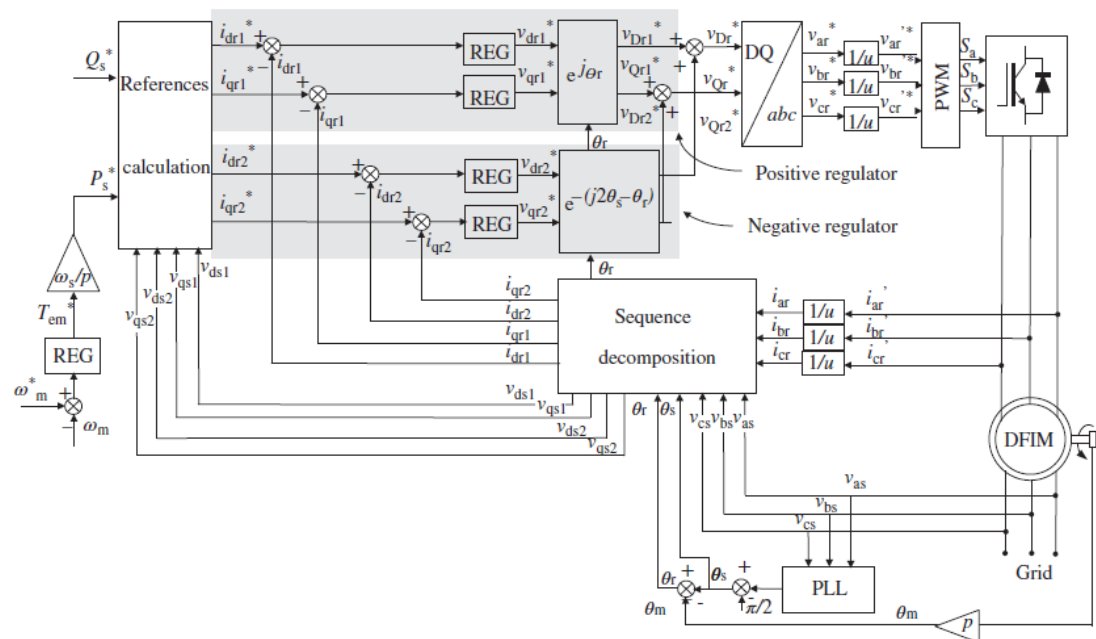 Q_s^*
References
calculation
P_s^*
ω_s/p
T_em^*
REG
ω^*_m
+
−
ω_m
i_dr1^*
+
−
i_dr1
i_qr1^*
+
−
i_qr1
i_dr2^*
+
−
i_dr2
i_qr2^*
+
−
i_qr2
REG
v_dr1^*
REG
v_qr1^*
REG
v_dr2^*
REG
v_qr2^*
e^jθr
θ_r
e^−(j2θ_s−θ_r)
θ_r
v_Dr1^*
+
+
v_Qr1^*
+
v_Dr2^*
+
v_Dr^*
v_Qr^*
v_Qr2^*
DQ
abc
v_ar^*
1/u
v_ar'^*
v_br^*
1/u
v_br'^*
v_cr^*
1/u
v_cr'^*
PWM
S_a
S_b
S_c
Positive regulator
Negative regulator
v_ds1
v_qs1
v_ds2
v_qs2
i_qr2
i_dr2
i_qr1
i_dr1
Sequence
decomposition
i_ar
1/u
i_ar'
i_br
1/u
i_br'
i_cr
1/u
i_cr'
v_ds1
v_qs1
v_ds2
v_qs2
θ_r
θ_s
v_cs
v_bs
v_as
DFIM
v_as
v_bs
v_cs
Grid
PLL
+
-
π/2
θ_s
+
-
-
θ_r
θ_m
θ_m
p